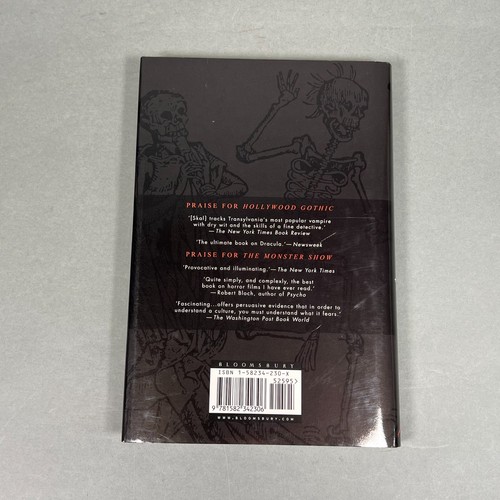 PRAISE FOR HOLLYWOOD GOTHIC
'[Skal] tracks Transylvania's most popular vampire
with dry wit and the skills of a fine detective.'
—The New York Times Book Review
'The ultimate book on Dracula.'—Newsweek
PRAISE FOR THE MONSTER SHOW
'Provocative and illuminating.'—The New York Times
'Quite simply, and complexly, the best
book on horror films I have ever read.'
—Robert Bloch, author of Psycho
'Fascinating...offers persuasive evidence that in order to
understand a culture, you must understand what it fears.'
—The Washington Post Book World
BLOOMSBURY
ISBN 1-58234-230-X
52595>
9 781582 342306
WWW.BLOOMSBURY.COM